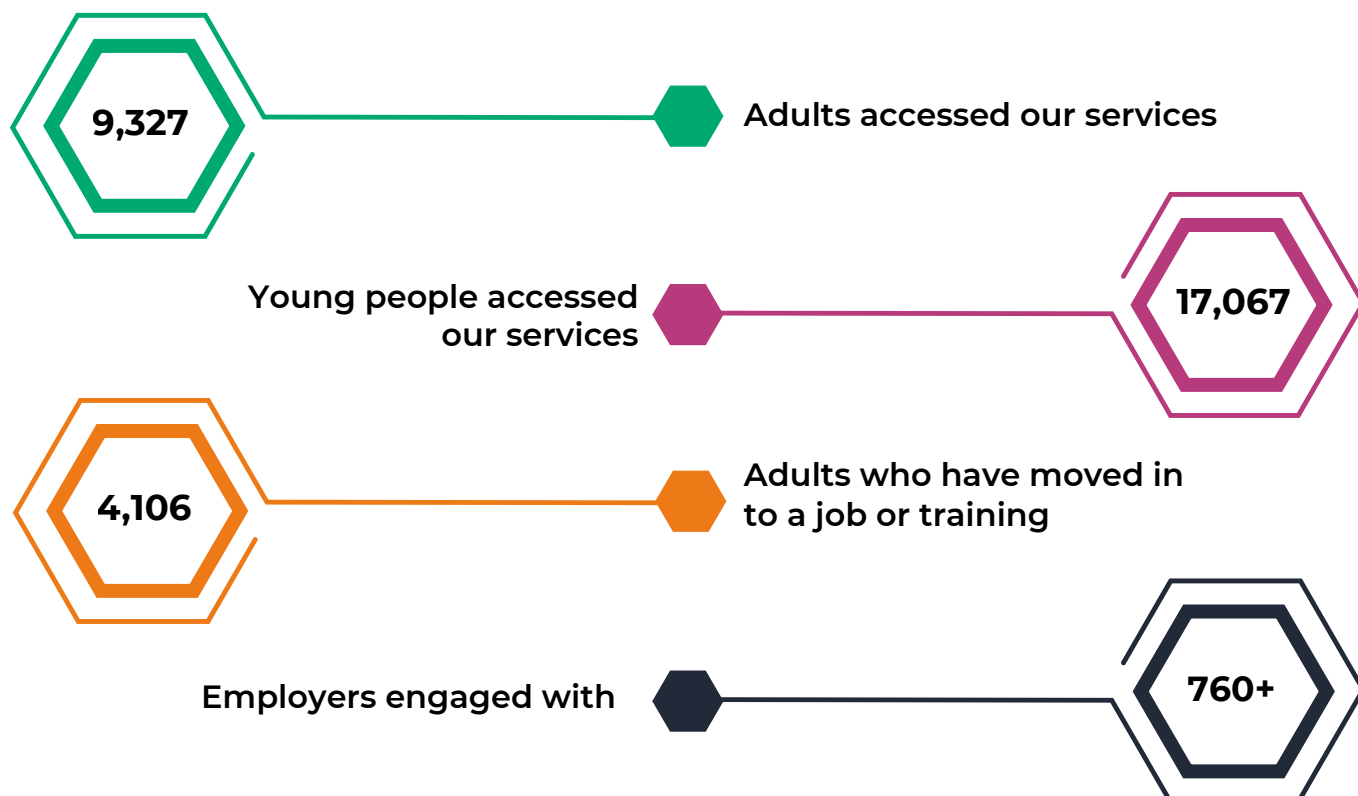 9,327
Adults accessed our services
Young people accessed
our services
17,067
4,106
Adults who have moved in
to a job or training
Employers engaged with
760+